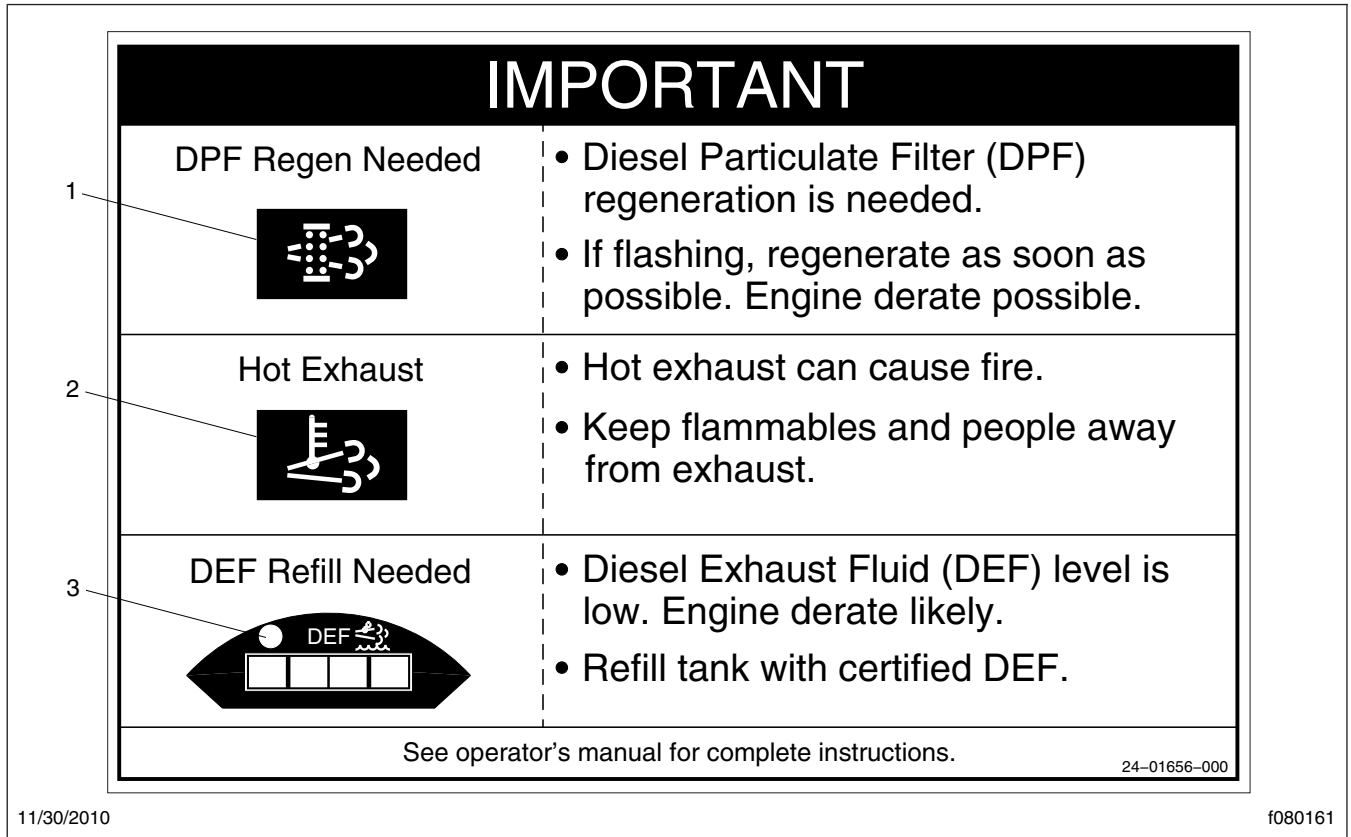 IMPORTANT
DPF Regen Needed
1
• Diesel Particulate Filter (DPF)
regeneration is needed.
• If flashing, regenerate as soon as
possible. Engine derate possible.
Hot Exhaust
2
• Hot exhaust can cause fire.
• Keep flammables and people away
from exhaust.
DEF Refill Needed
3
DEF
• Diesel Exhaust Fluid (DEF) level is
low. Engine derate likely.
• Refill tank with certified DEF.
See operator's manual for complete instructions.
24–01656–000
11/30/2010
f080161